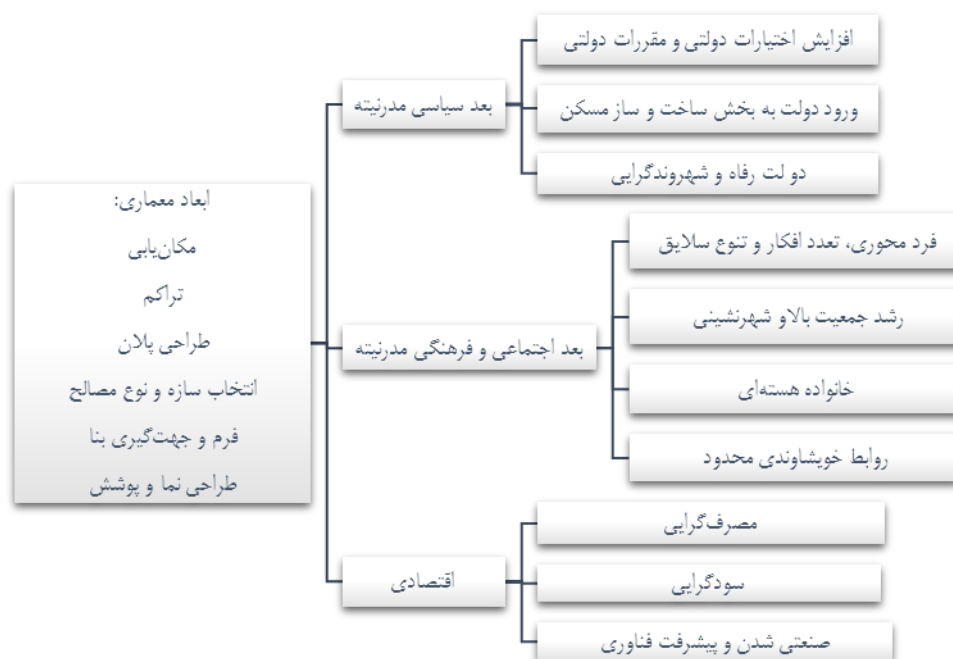 افزایش اختیارات دولتی و مقررات دولتی
بعد سیاسی مدرنیته
ورود دولت به بخش ساخت و ساز مسکن
دو لت رفاه و شهروندگرایی
ابعاد معماری:
مکان‌یابی
تراکم
طراحی پلان
انتخاب سازه و نوع مصالح
فرم و جهت‌گیری بنا
طراحی نما و پوشش
فرد محوری، تعدد افکار و تنوع سلایق
رشد جمعیت بالاو شهرنشینی
بعد اجتماعی و فرهنگی مدرنیته
خانواده هسته‌ای
روابط خویشاوندی محدود
مصرف‌گرایی
اقتصادی
سودگرایی
صنعتی شدن و پیشرفت فناوری